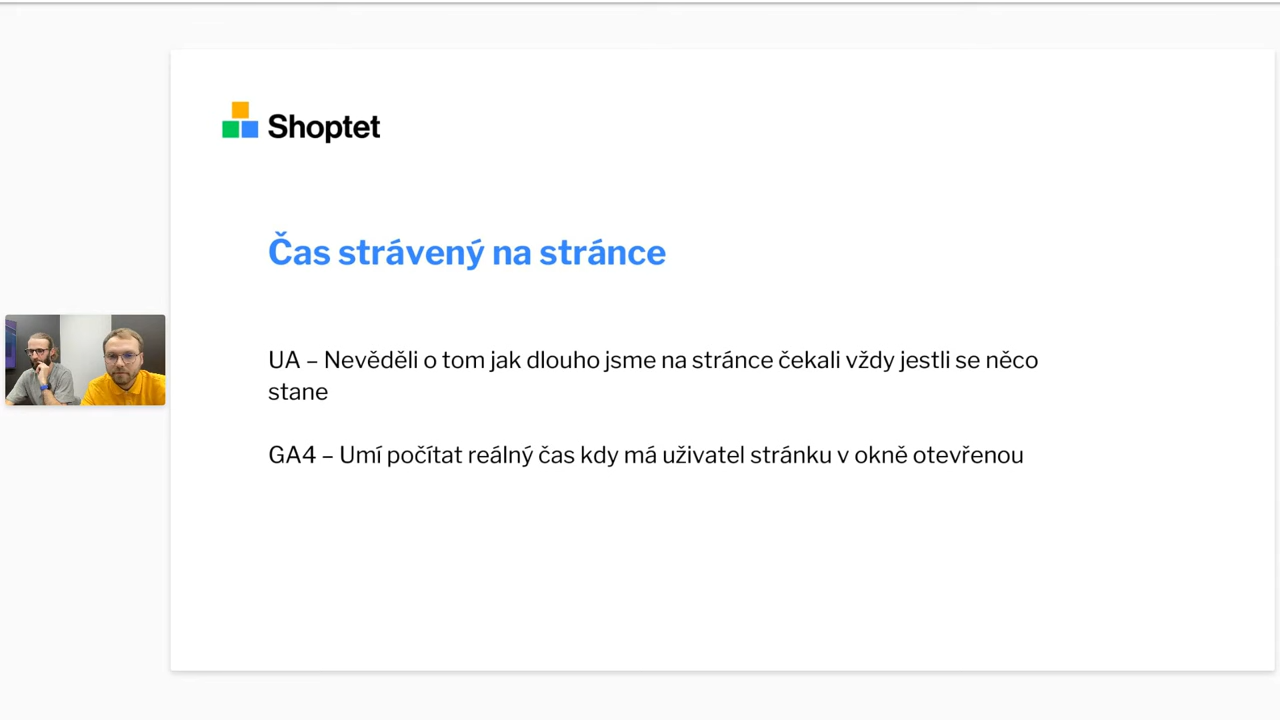 Shoptet
Čas strávený na stránce
UA – Nevěděli o tom jak dlouho jsme na stránce čekali vždy jestli se něco
stane
GA4 – Umí počítat reálný čas kdy má uživatel stránku v okně otevřenou